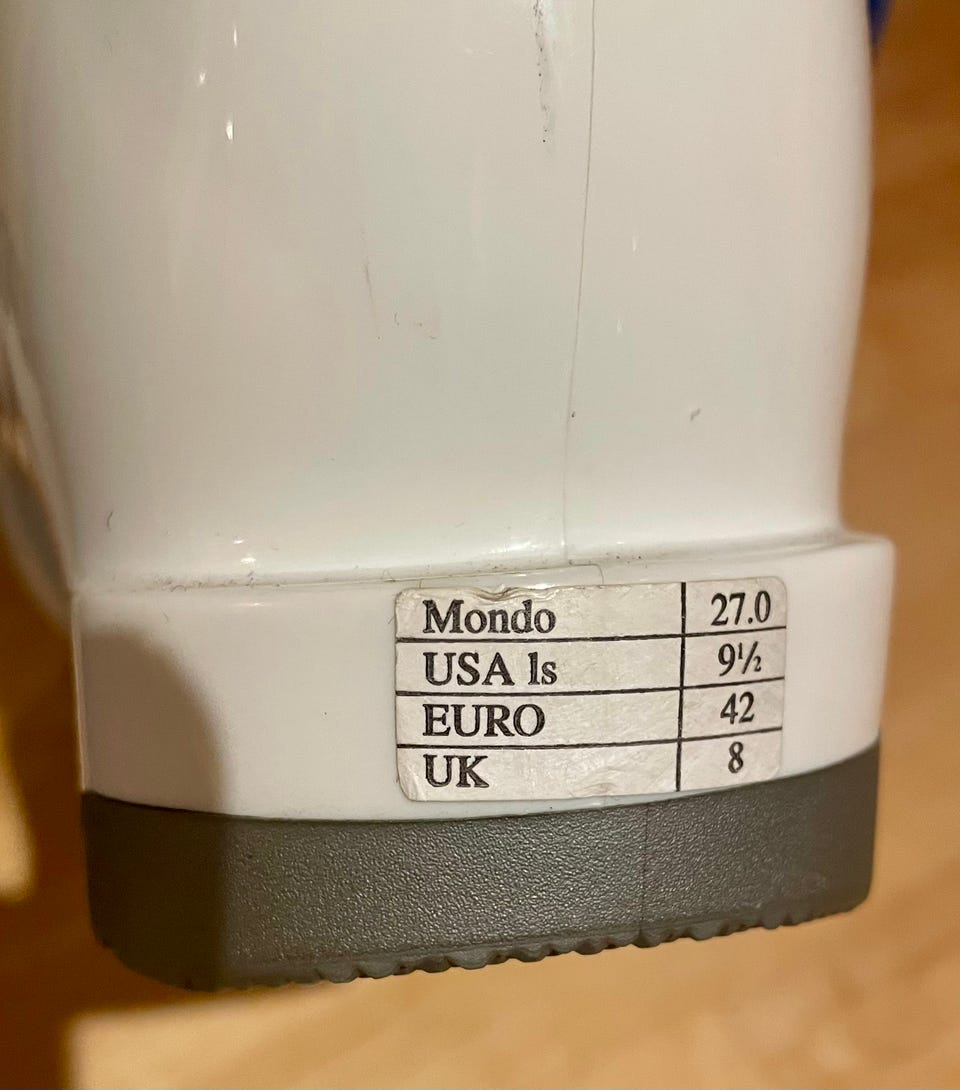 Mondo 27.0
USA ls 9½
EURO 42
UK 8